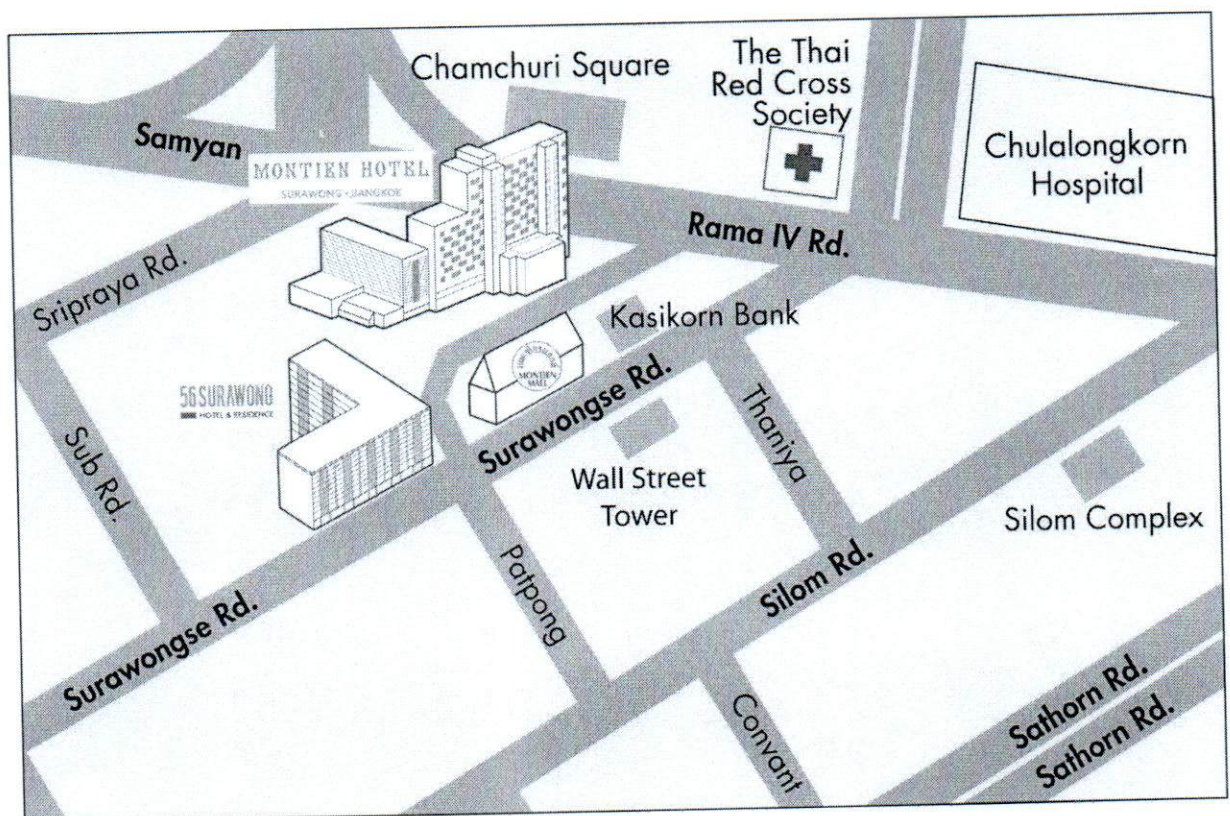 Chamchuri Square
The Thai
Red Cross
Society
Samyan
MONTIEN HOTEL
SURAWONG • BANGKOK
Chulalongkorn
Hospital
Rama IV Rd.
Sripraya Rd.
Kasikorn Bank
MONTIEN
MALL
56 SURAWONG
HOTEL & RESIDENCE
Surawongse Rd.
Thaniya
Sub Rd.
Wall Street
Tower
Silom Complex
Patpong
Silom Rd.
Surawongse Rd.
Convant
Sathorn Rd.
Sathorn Rd.